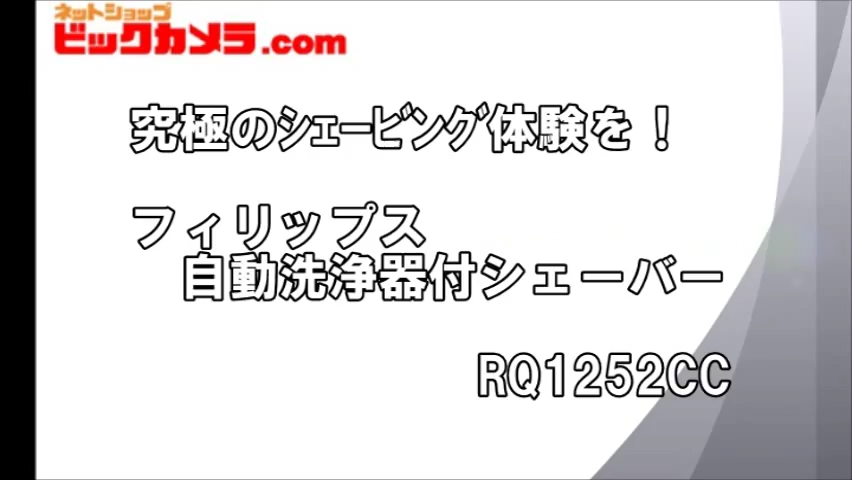 ネットショップ
ビックカメラ.com
究極のシェービング体験を！
フィリップス
自動洗浄器付シェーバー
RQ1252CC